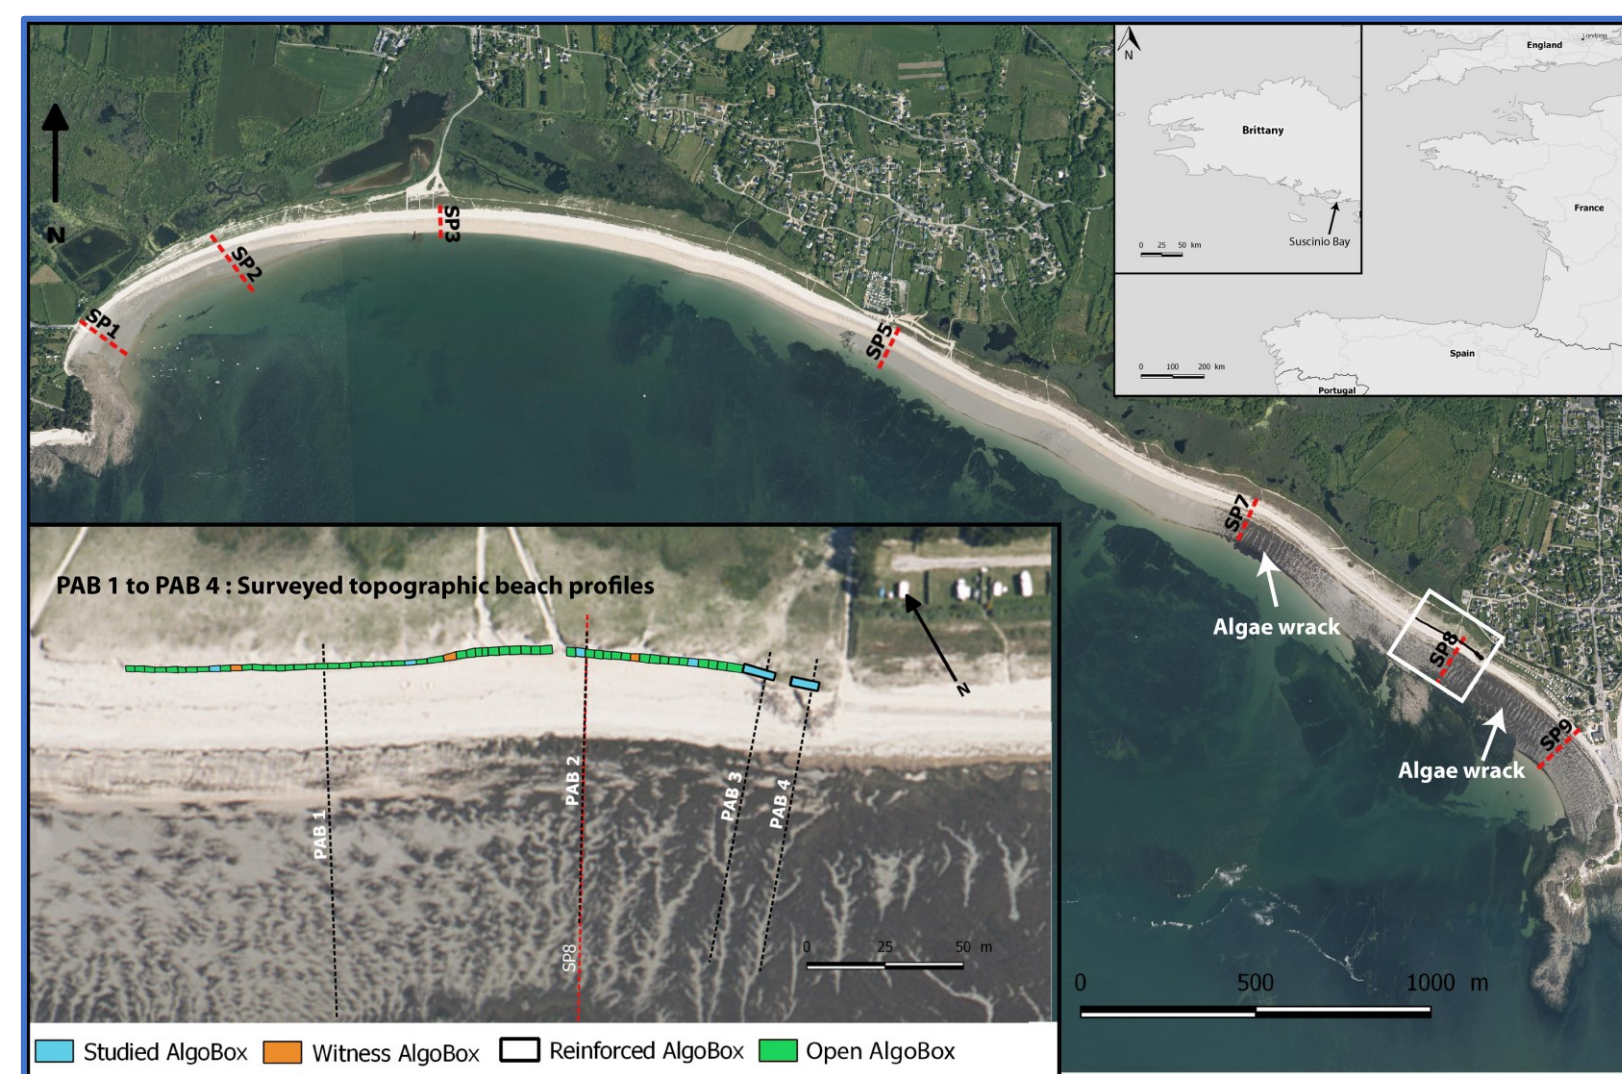 N
SP1
SP2
SP3
SP5
SP7
SP8
SP9
Algae wrack
Algae wrack
0 500 1000 m
N
Brittany
Suscinio Bay
0 25 50 km
England
London
France
Spain
Portugal
0 100 200 km
PAB 1 to PAB 4 : Surveyed topographic beach profiles
N
PAB 1
PAB 2
PAB 3
PAB 4
SP8
0 25 50 m
Studied AlgoBox
Witness AlgoBox
Reinforced AlgoBox
Open AlgoBox